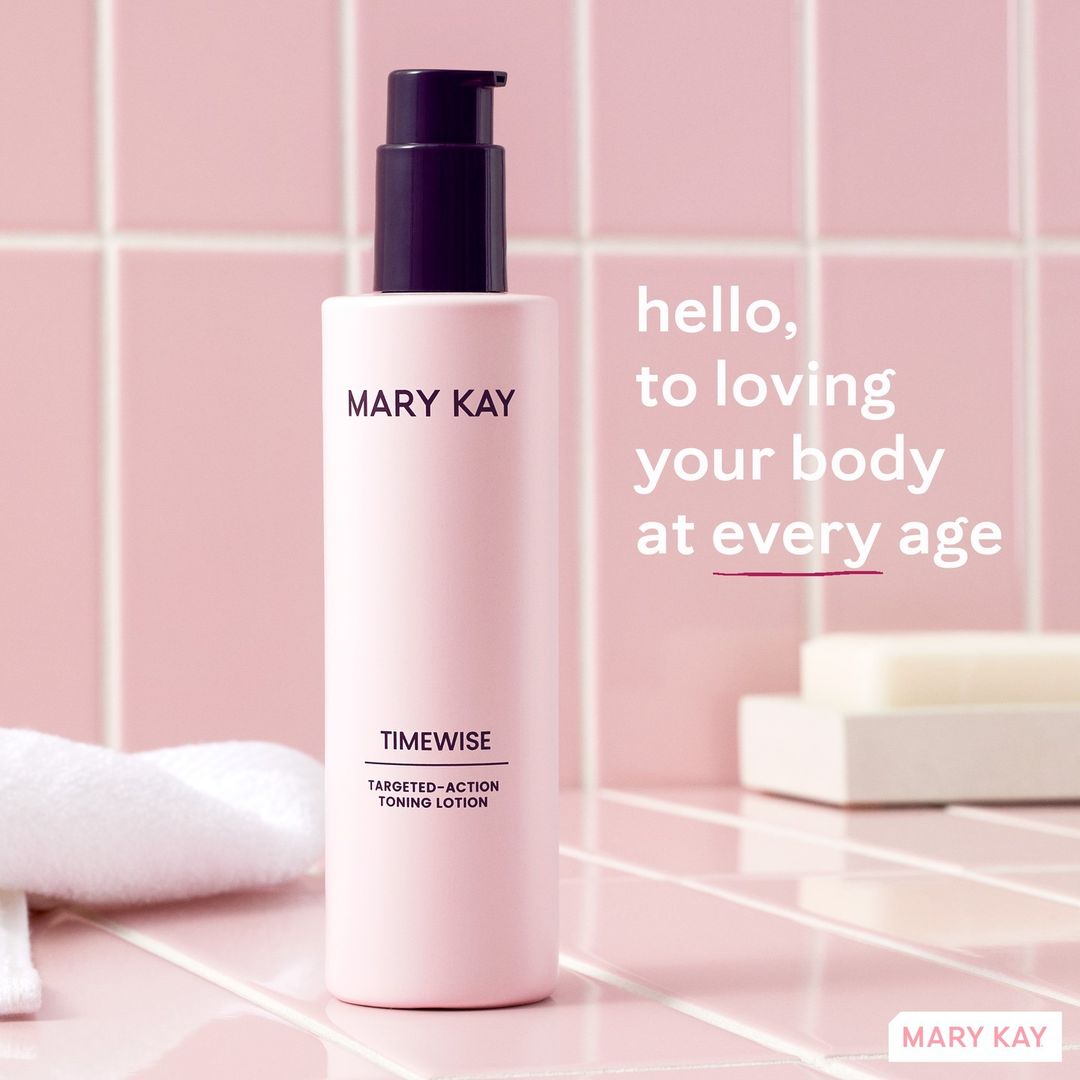 MARY KAY
TIMEWISE
TARGETED-ACTION
TONING LOTION
hello,
to loving
your body
at every age
MARY KAY